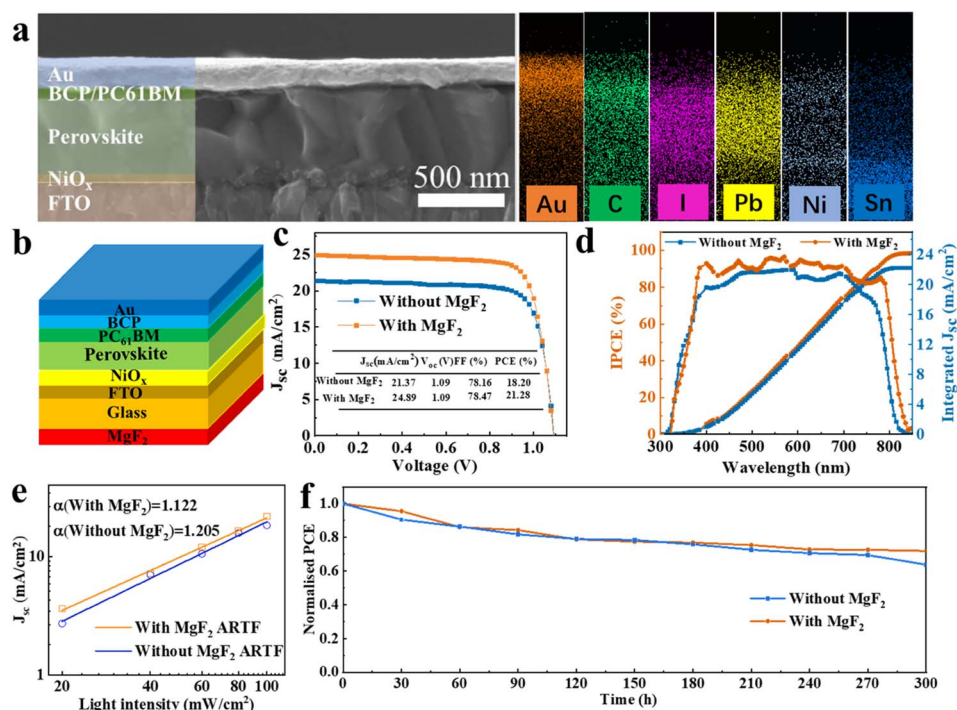 a
Au
BCP/PC61BM
Perovskite
NiOₓ
FTO
500 nm
Au C I Pb Ni Sn
b
Au
BCP
PC₆₁BM
Perovskite
NiOₓ
FTO
Glass
MgF₂
c
Jsc (mA/cm²)
25
20
15
10
5
0
Without MgF₂
With MgF₂
Jsc(mA/cm²) Voc (V) FF (%) PCE (%)
Without MgF₂ 21.37 1.09 78.16 18.20
With MgF₂ 24.89 1.09 78.47 21.28
0.0 0.2 0.4 0.6 0.8 1.0
Voltage (V)
d
IPCE (%)
100
80
60
40
20
0
Without MgF₂ With MgF₂
24
20
16
12
8
4
0
Integrated Jsc (mA/cm²)
300 400 500 600 700 800
Wavelength (nm)
e
Jsc (mA/cm²)
10
1
α(With MgF₂)=1.122
α(Without MgF₂)=1.205
With MgF₂ ARTF
Without MgF₂ ARTF
20 40 60 80 100
Light intensity (mW/cm²)
f
Normalised PCE
1.0
0.8
0.6
0.4
0.2
0.0
Without MgF₂
With MgF₂
0 30 60 90 120 150 180 210 240 270 300
Time (h)